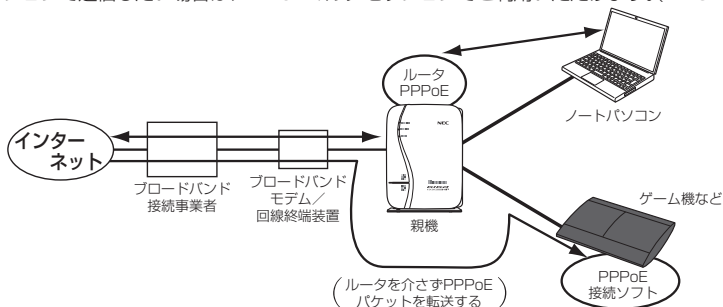 ルータ
PPPoE
ノートパソコン
NEC
インター
ネット
ブロードバンド
接続事業者
ブロードバンド
モデム／
回線終端装置
親機
ゲーム機など
PPPoE
接続ソフト
(ルータを介さずPPPoE
パケットを転送する)